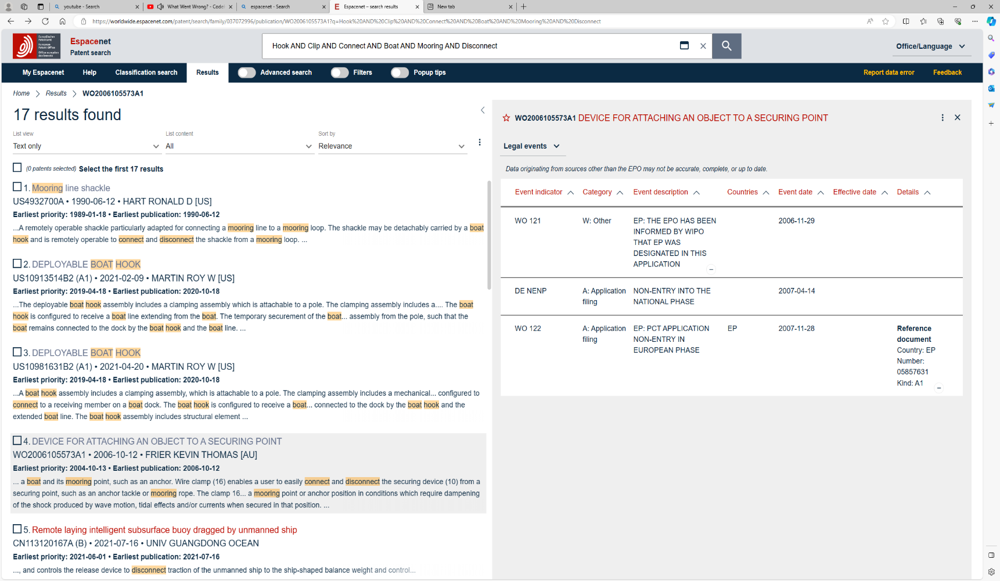 youtube - Search
What Went Wrong? - Code
espacenet - Search
Espacenet – search results
New tab
https://worldwide.espacenet.com/patent/search/family/037072996/publication/WO2006105573A1?q=Hook%20AND%20Clip%20AND%20Connect%20AND%20Boat%20AND%20Mooring%20AND%20Disconnect
Europäisches
Patentamt
European
Patent Office
Office européen
des brevets
Espacenet
Patent search
Hook AND Clip AND Connect AND Boat AND Mooring AND Disconnect
Office/Language
My Espacenet
Help
Classification search
Results
Advanced search
Filters
Popup tips
Report data error
Feedback
Home
Results
WO2006105573A1
17 results found
List view
List content
Sort by
Text only
All
Relevance
(0 patents selected) Select the first 17 results
1. Mooring line shackle
US4932700A • 1990-06-12 • HART RONALD D [US]
Earliest priority: 1989-01-18 • Earliest publication: 1990-06-12
...A remotely operable shackle particularly adapted for connecting a mooring line to a mooring loop. The shackle may be detachably carried by a boat
hook and is remotely operable to connect and disconnect the shackle from a mooring loop. ...
2. DEPLOYABLE BOAT HOOK
US10913514B2 (A1) • 2021-02-09 • MARTIN ROY W [US]
Earliest priority: 2019-04-18 • Earliest publication: 2020-10-18
...The deployable boat hook assembly includes a clamping assembly which is attachable to a pole. The clamping assembly includes a.... The boat
hook is configured to receive a boat line extending from the boat. The temporary securement of the boat... assembly from the pole, such that the
boat remains connected to the dock by the boat hook and the boat line. ...
3. DEPLOYABLE BOAT HOOK
US10981631B2 (A1) • 2021-04-20 • MARTIN ROY W [US]
Earliest priority: 2019-04-18 • Earliest publication: 2020-10-18
...A boat hook assembly includes a clamping assembly, which is attachable to a pole. The clamping assembly includes a mechanical... configured to
connect to a receiving member on a boat dock. The boat hook is configured to receive a boat... connected to the dock by the boat hook and the
extended boat line. The boat hook assembly includes structural element ...
4. DEVICE FOR ATTACHING AN OBJECT TO A SECURING POINT
WO2006105573A1 • 2006-10-12 • FRIER KEVIN THOMAS [AU]
Earliest priority: 2004-10-13 • Earliest publication: 2006-10-12
... a boat and its mooring point, such as an anchor. Wire clamp (16) enables a user to easily connect and disconnect the securing device (10) from a
securing point, such as an anchor tackle or mooring rope. The clamp 16... a mooring point or anchor position in conditions which require dampening
of the shock produced by wave motion, tidal effects and/or currents when secured in that position. ...
5. Remote laying intelligent subsurface buoy dragged by unmanned ship
CN113120167A (B) • 2021-07-16 • UNIV GUANGDONG OCEAN
Earliest priority: 2021-06-01 • Earliest publication: 2021-07-16
..., and controls the release device to disconnect traction of the unmanned ship to the ship-shaped balance weight and control...
WO2006105573A1 DEVICE FOR ATTACHING AN OBJECT TO A SECURING POINT
Legal events
Data originating from sources other than the EPO may not be accurate, complete, or up to date.
Event indicator
Category
Event description
Countries
Event date
Effective date
Details
WO 121
W: Other
EP: THE EPO HAS BEEN
INFORMED BY WIPO
THAT EP WAS
DESIGNATED IN THIS
APPLICATION
2006-11-29
DE NENP
A: Application
filing
NON-ENTRY INTO THE
NATIONAL PHASE
2007-04-14
WO 122
A: Application
filing
EP: PCT APPLICATION
NON-ENTRY IN
EUROPEAN PHASE
EP
2007-11-28
Reference
document
Country: EP
Number:
05857631
Kind: A1